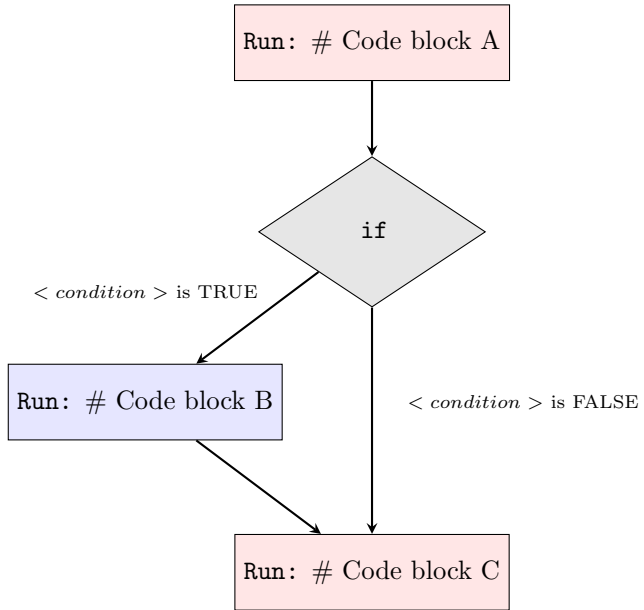 Run: # Code block A
if
< condition > is TRUE
Run: # Code block B
< condition > is FALSE
Run: # Code block C